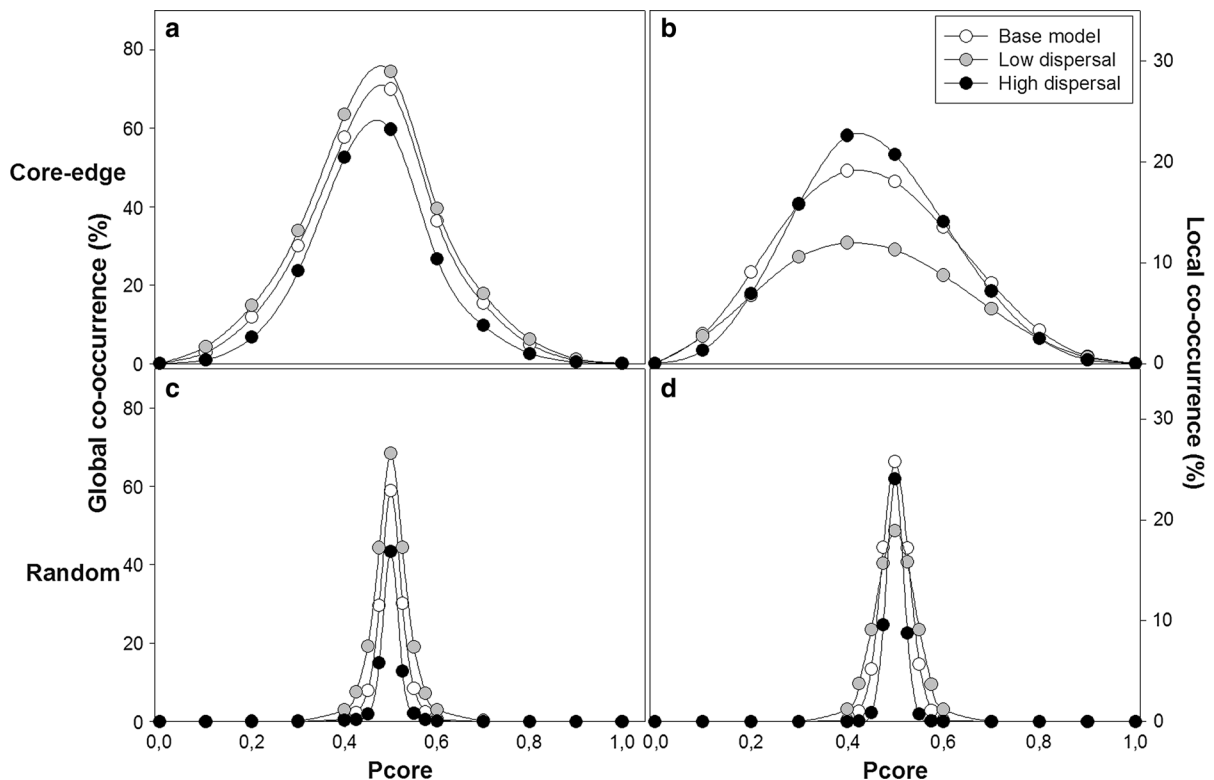 a
b
Base model
Low dispersal
High dispersal
Core-edge
Global co-occurrence (%)
80
60
40
20
0
30
20
10
0
Local co-occurrence (%)
c
d
Random
80
60
40
20
0
30
20
10
0
0,0 0,2 0,4 0,6 0,8 1,0
0,0 0,2 0,4 0,6 0,8 1,0
Pcore
Pcore